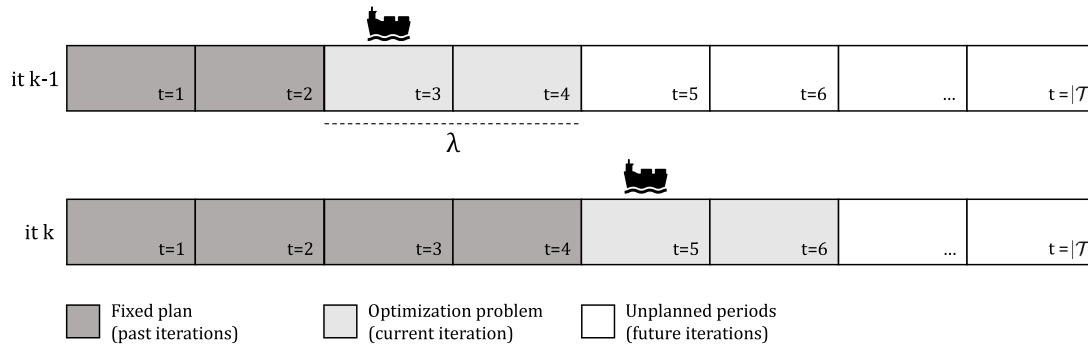 it k-1
t=1 t=2 t=3 t=4 t=5 t=6 ... t =|𝒯
λ
it k
t=1 t=2 t=3 t=4 t=5 t=6 ... t =|𝒯
Fixed plan
(past iterations)
Optimization problem
(current iteration)
Unplanned periods
(future iterations)